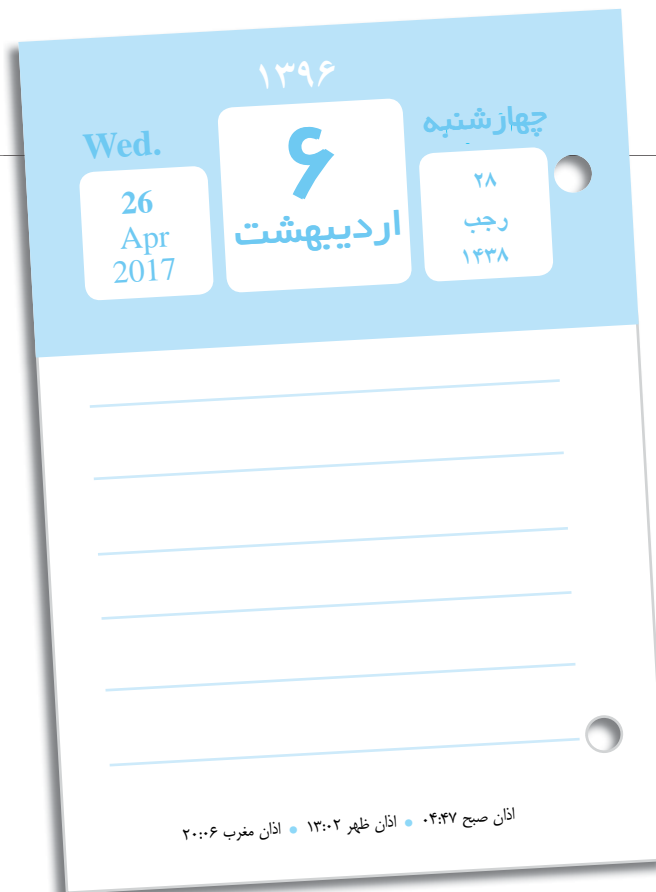 ۱۳۹۶
چهارشنبه
۲۸
رجب
۱۴۳۸
۶
اردیبهشت
Wed.
26
Apr
2017
اذان صبح ۰۴:۴۷ • اذان ظهر ۱۳:۰۲ • اذان مغرب ۲۰:۰۶